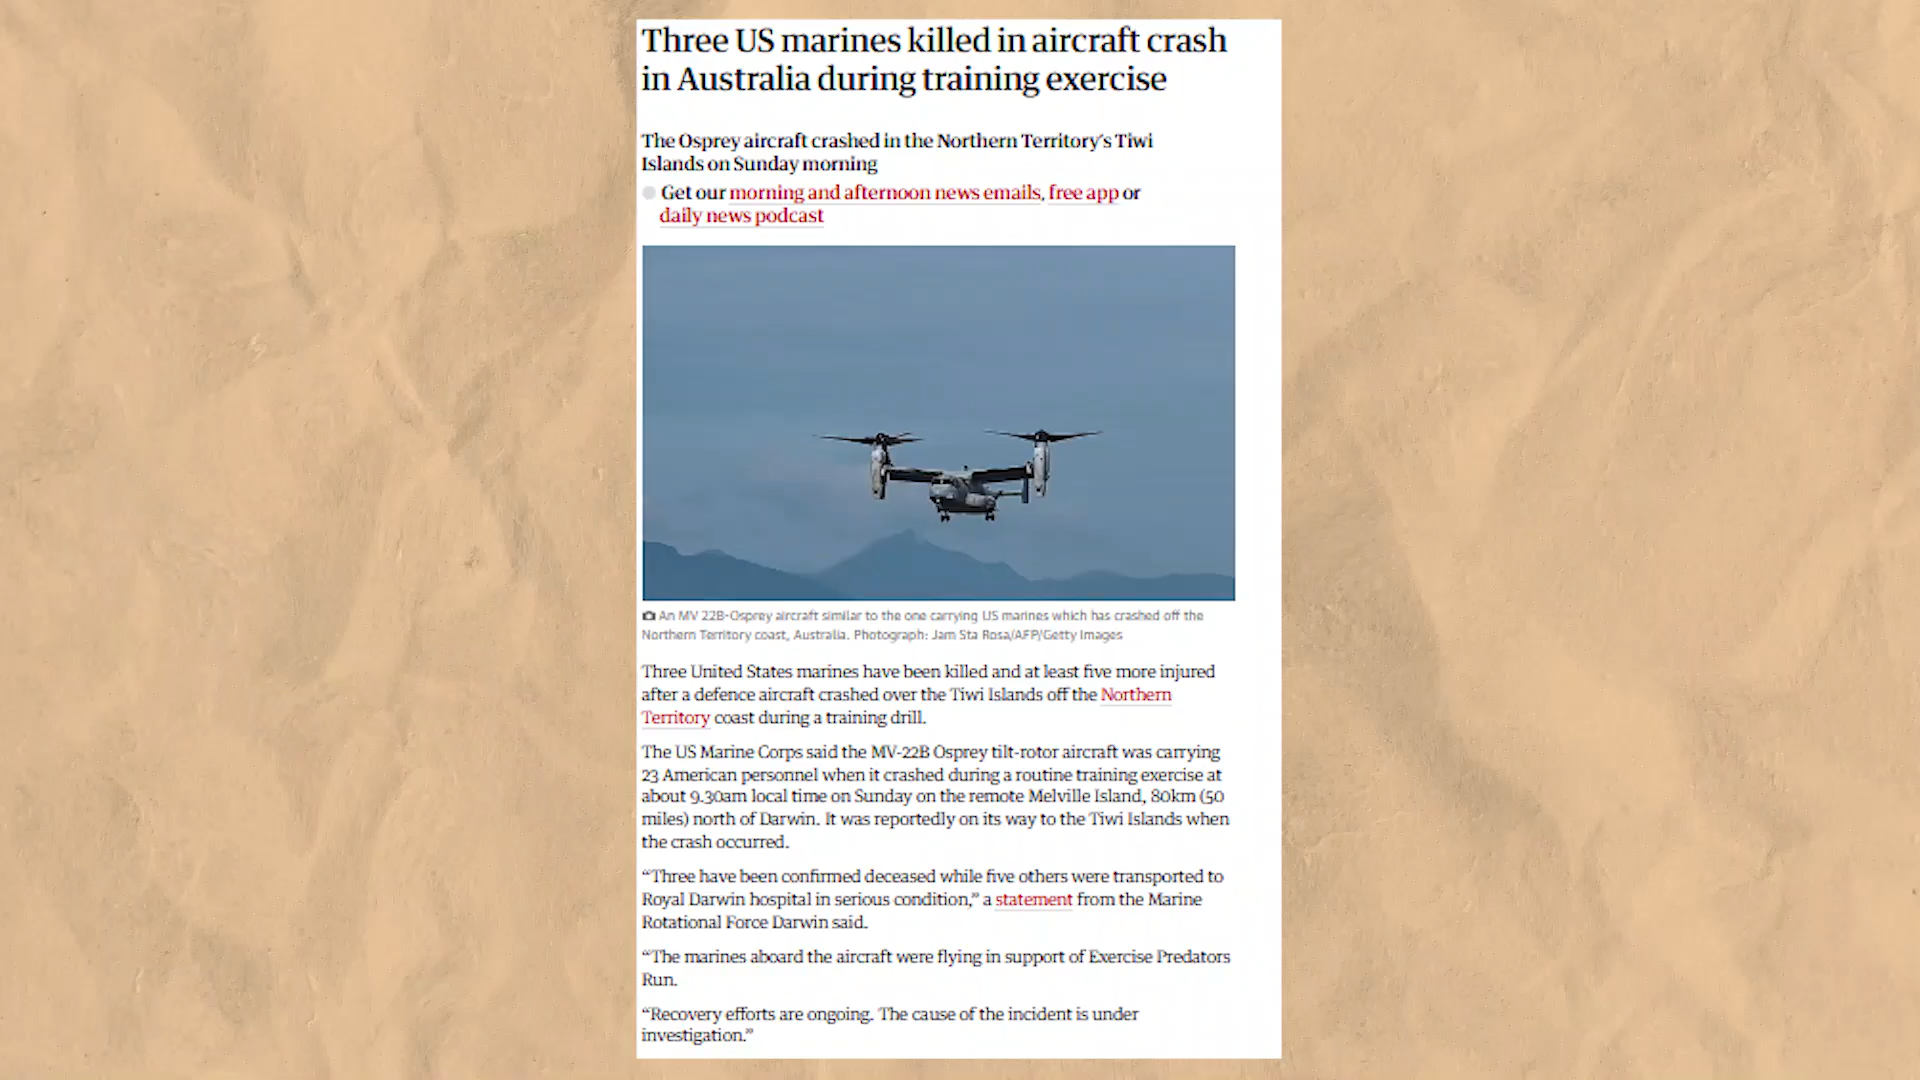 Three US marines killed in aircraft crash
in Australia during training exercise
The Osprey aircraft crashed in the Northern Territory's Tiwi
Islands on Sunday morning
Get our morning and afternoon news emails, free app or
daily news podcast
An MV 22B-Osprey aircraft similar to the one carrying US marines which has crashed off the
Northern Territory coast, Australia. Photograph: Jam Sta Rosa/AFP/Getty Images
Three United States marines have been killed and at least five more injured
after a defence aircraft crashed over the Tiwi Islands off the Northern
Territory coast during a training drill.
The US Marine Corps said the MV-22B Osprey tilt-rotor aircraft was carrying
23 American personnel when it crashed during a routine training exercise at
about 9.30am local time on Sunday on the remote Melville Island, 80km (50
miles) north of Darwin. It was reportedly on its way to the Tiwi Islands when
the crash occurred.
“Three have been confirmed deceased while five others were transported to
Royal Darwin hospital in serious condition,” a statement from the Marine
Rotational Force Darwin said.
“The marines aboard the aircraft were flying in support of Exercise Predators
Run.
“Recovery efforts are ongoing. The cause of the incident is under
investigation.”